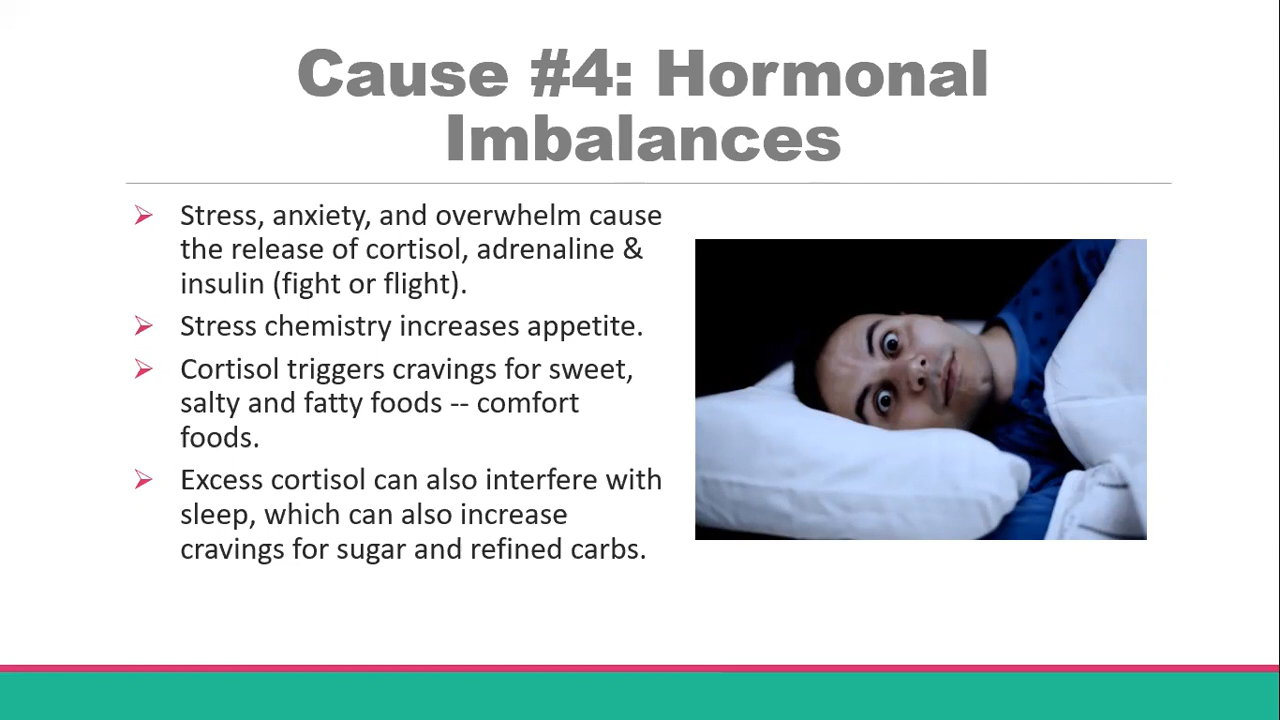 Cause #4: Hormonal
Imbalances
Stress, anxiety, and overwhelm cause
the release of cortisol, adrenaline &
insulin (fight or flight).
Stress chemistry increases appetite.
Cortisol triggers cravings for sweet,
salty and fatty foods -- comfort
foods.
Excess cortisol can also interfere with
sleep, which can also increase
cravings for sugar and refined carbs.